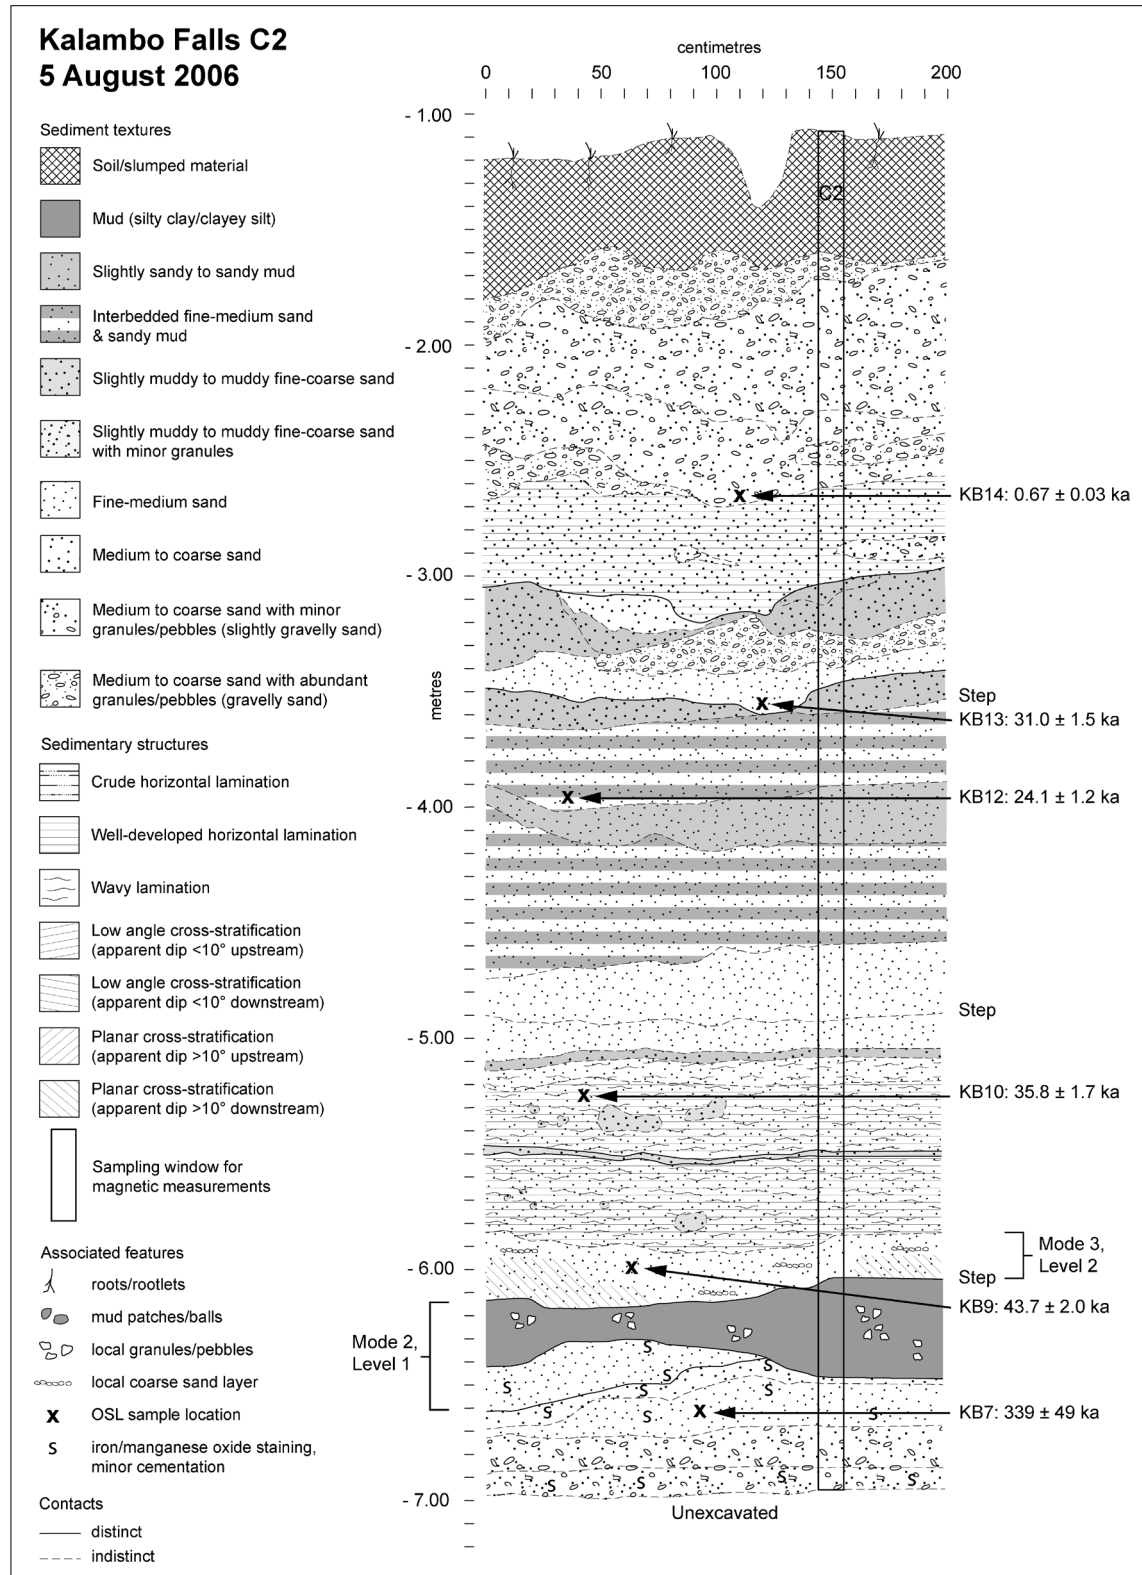 Kalambo Falls C2
5 August 2006
Sediment textures
Soil/slumped material
Mud (silty clay/clayey silt)
Slightly sandy to sandy mud
Interbedded fine-medium sand
& sandy mud
Slightly muddy to muddy fine-coarse sand
Slightly muddy to muddy fine-coarse sand
with minor granules
Fine-medium sand
Medium to coarse sand
Medium to coarse sand with minor
granules/pebbles (slightly gravelly sand)
Medium to coarse sand with abundant
granules/pebbles (gravelly sand)
Sedimentary structures
Crude horizontal lamination
Well-developed horizontal lamination
Wavy lamination
Low angle cross-stratification
(apparent dip <10° upstream)
Low angle cross-stratification
(apparent dip <10° downstream)
Planar cross-stratification
(apparent dip >10° upstream)
Planar cross-stratification
(apparent dip >10° downstream)
Sampling window for
magnetic measurements
Associated features
roots/rootlets
mud patches/balls
local granules/pebbles
local coarse sand layer
X OSL sample location
S iron/manganese oxide staining,
minor cementation
Contacts
distinct
indistinct
centimetres
0 50 100 150 200
metres
- 1.00
- 2.00
- 3.00
- 4.00
- 5.00
- 6.00
- 7.00
C2
X
KB14: 0.67 ± 0.03 ka
Step
X
KB13: 31.0 ± 1.5 ka
X
KB12: 24.1 ± 1.2 ka
Step
X
KB10: 35.8 ± 1.7 ka
Mode 3,
Level 2
X
Step
KB9: 43.7 ± 2.0 ka
Mode 2,
Level 1
S
S
S
S
S
S
S
S
S
X
KB7: 339 ± 49 ka
S
S
S
S
Unexcavated